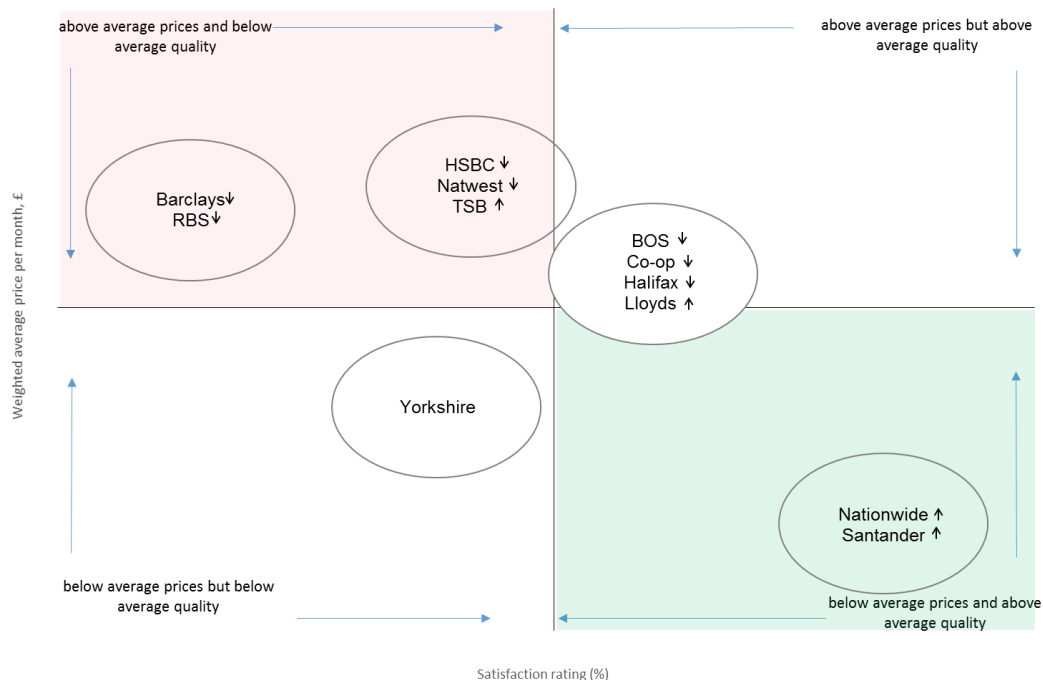 above average prices and below
average quality
above average prices but above
average quality
HSBC ↓
Natwest ↓
TSB ↑
Barclays↓
RBS↓
BOS ↓
Co-op ↓
Halifax ↓
Lloyds ↑
Weighted average price per month, £
Yorkshire
Nationwide ↑
Santander ↑
below average prices but below
average quality
below average prices and above
average quality
Satisfaction rating (%)